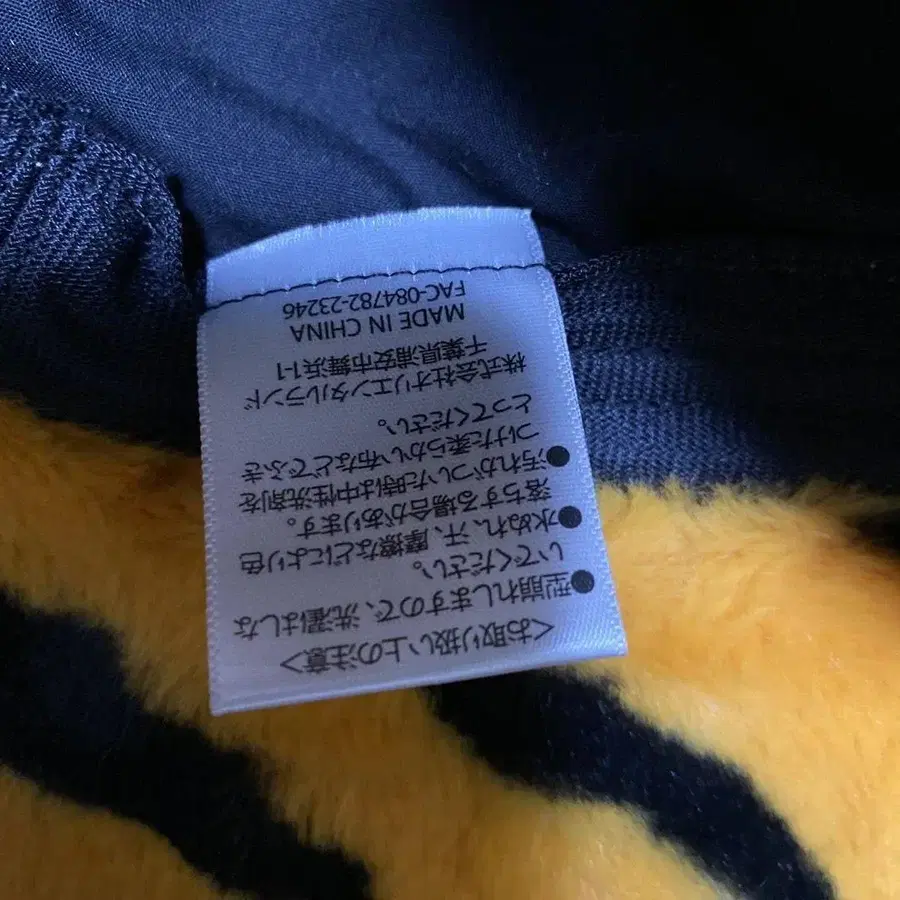 <お取り扱い上の注意>
●型崩れしますので、洗濯はしな
いでください。
●水ぬれ、汗、摩擦などにより色
落ちする場合があります。
●汚れがついた時は中性洗剤を
つけた柔らかい布などでふき
とってください。
株式会社オリエンタルランド
千葉県浦安市舞浜1-1
MADE IN CHINA
FAC-084782-23246